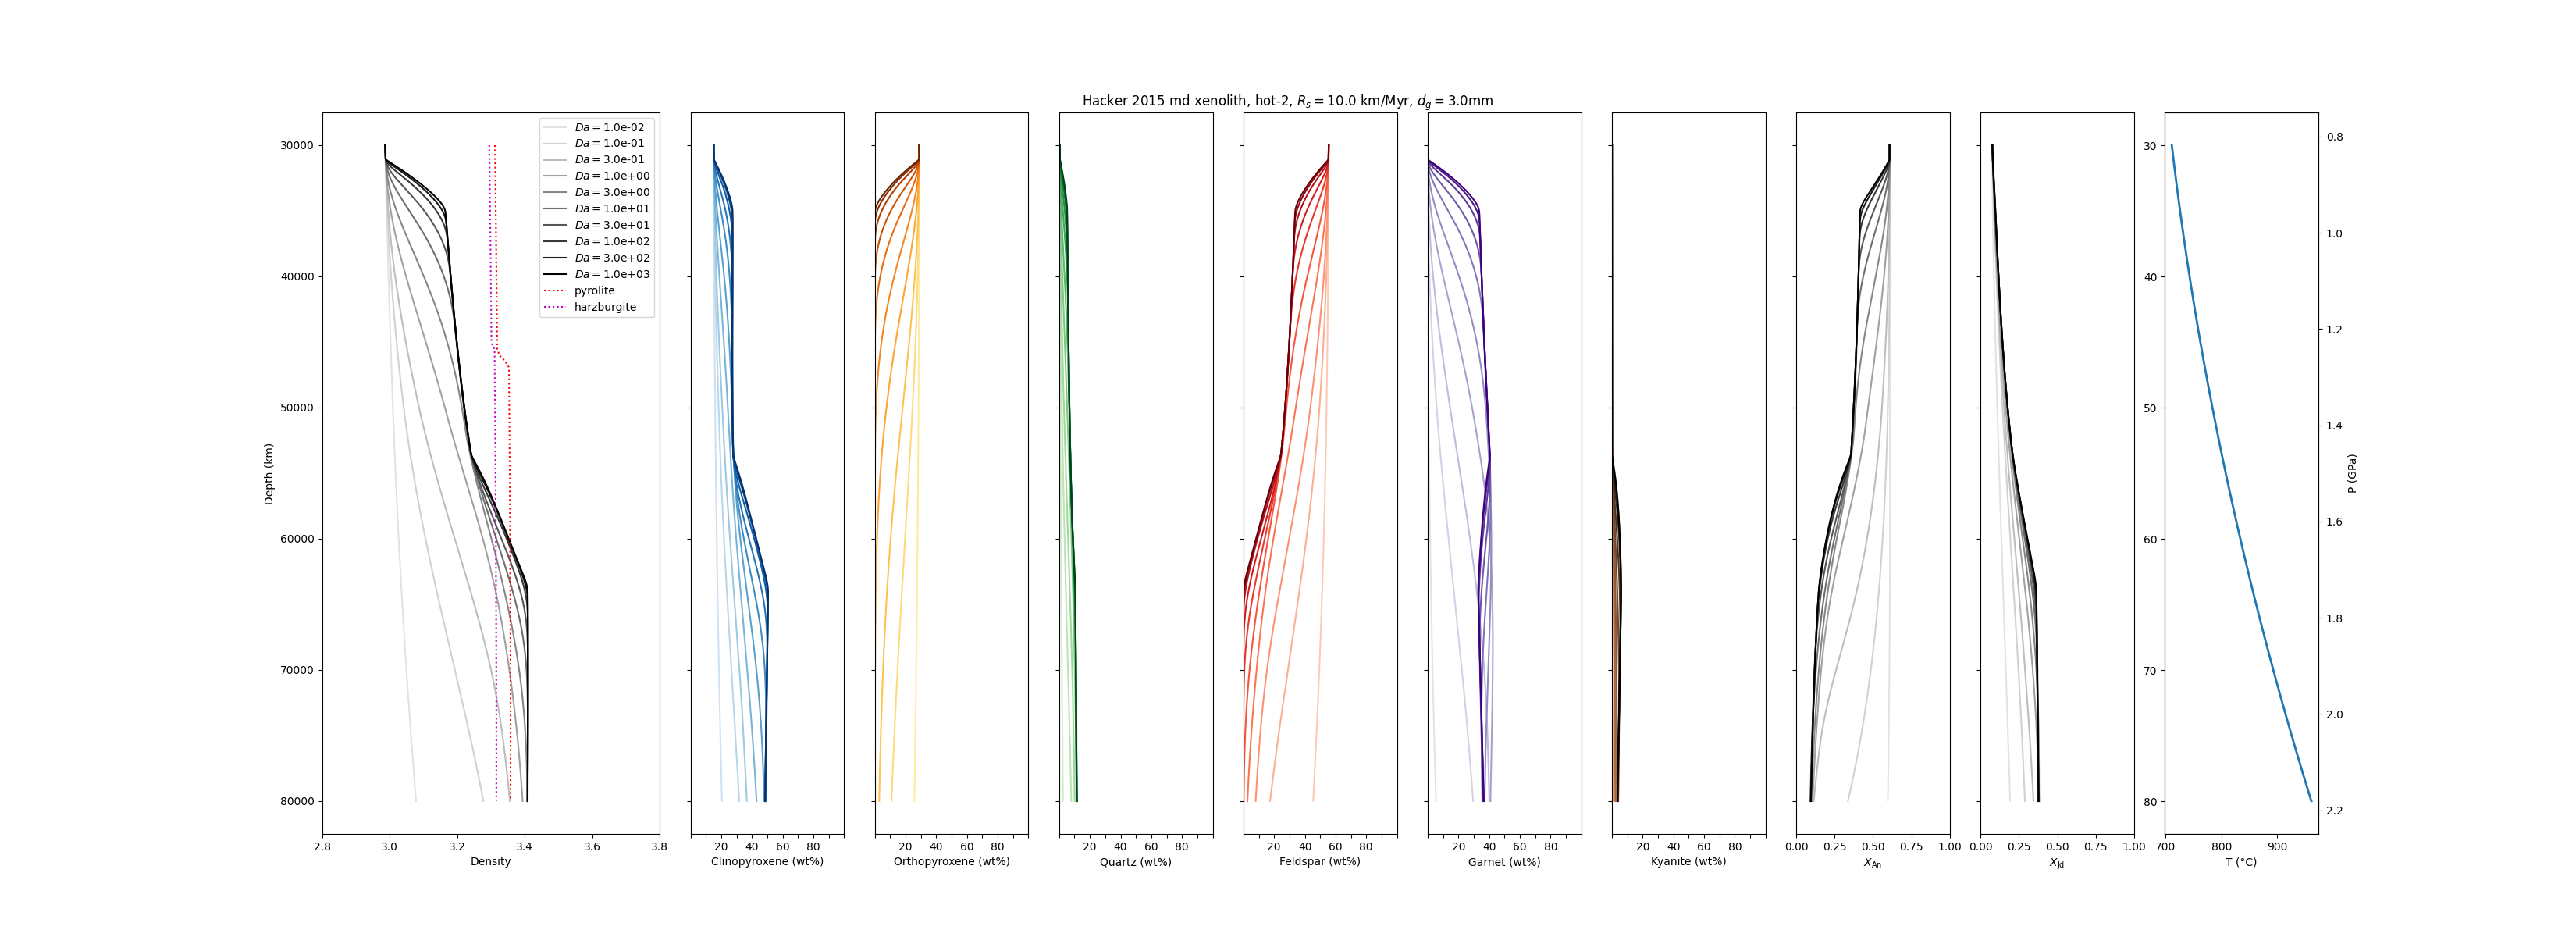 Hacker 2015 md xenolith, hot-2, Rₛ = 10.0 km/Myr, d_g = 3.0mm
Da = 1.0e-02
Da = 1.0e-01
Da = 3.0e-01
Da = 1.0e+00
Da = 3.0e+00
Da = 1.0e+01
Da = 3.0e+01
Da = 1.0e+02
Da = 3.0e+02
Da = 1.0e+03
pyrolite
harzburgite
Depth (km)
30000
40000
50000
60000
70000
80000
2.8 3.0 3.2 3.4 3.6 3.8
Density
20 40 60 80
Clinopyroxene (wt%)
20 40 60 80
Orthopyroxene (wt%)
20 40 60 80
Quartz (wt%)
20 40 60 80
Feldspar (wt%)
20 40 60 80
Garnet (wt%)
20 40 60 80
Kyanite (wt%)
0.00 0.25 0.50 0.75 1.00
X_An
0.00 0.25 0.50 0.75 1.00
X_Jd
30
40
50
60
70
80
700 800 900
T (°C)
0.8
1.0
1.2
1.4
1.6
1.8
2.0
2.2
P (GPa)